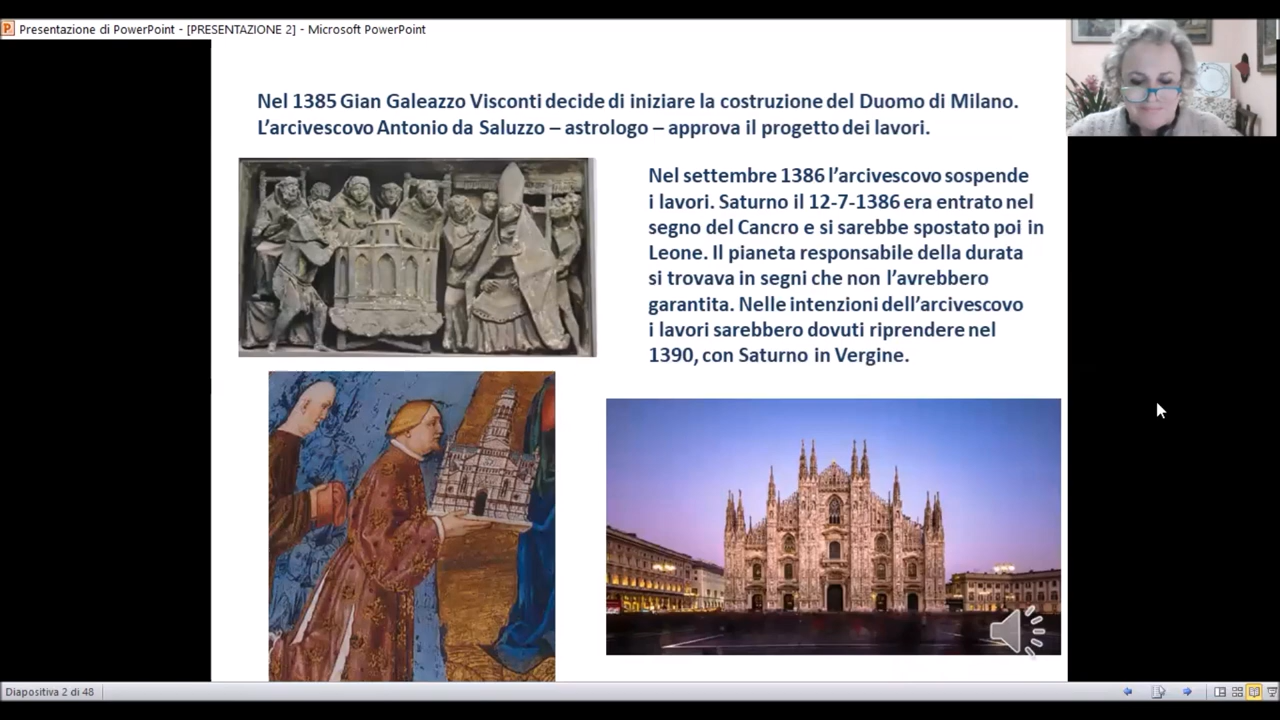 Presentazione di PowerPoint - [PRESENTAZIONE 2] - Microsoft PowerPoint
Nel 1385 Gian Galeazzo Visconti decide di iniziare la costruzione del Duomo di Milano.
L’arcivescovo Antonio da Saluzzo – astrologo – approva il progetto dei lavori.
Nel settembre 1386 l’arcivescovo sospende
i lavori. Saturno il 12-7-1386 era entrato nel
segno del Cancro e si sarebbe spostato poi in
Leone. Il pianeta responsabile della durata
si trovava in segni che non l’avrebbero
garantita. Nelle intenzioni dell’arcivescovo
i lavori sarebbero dovuti riprendere nel
1390, con Saturno in Vergine.
Diapositiva 2 di 48